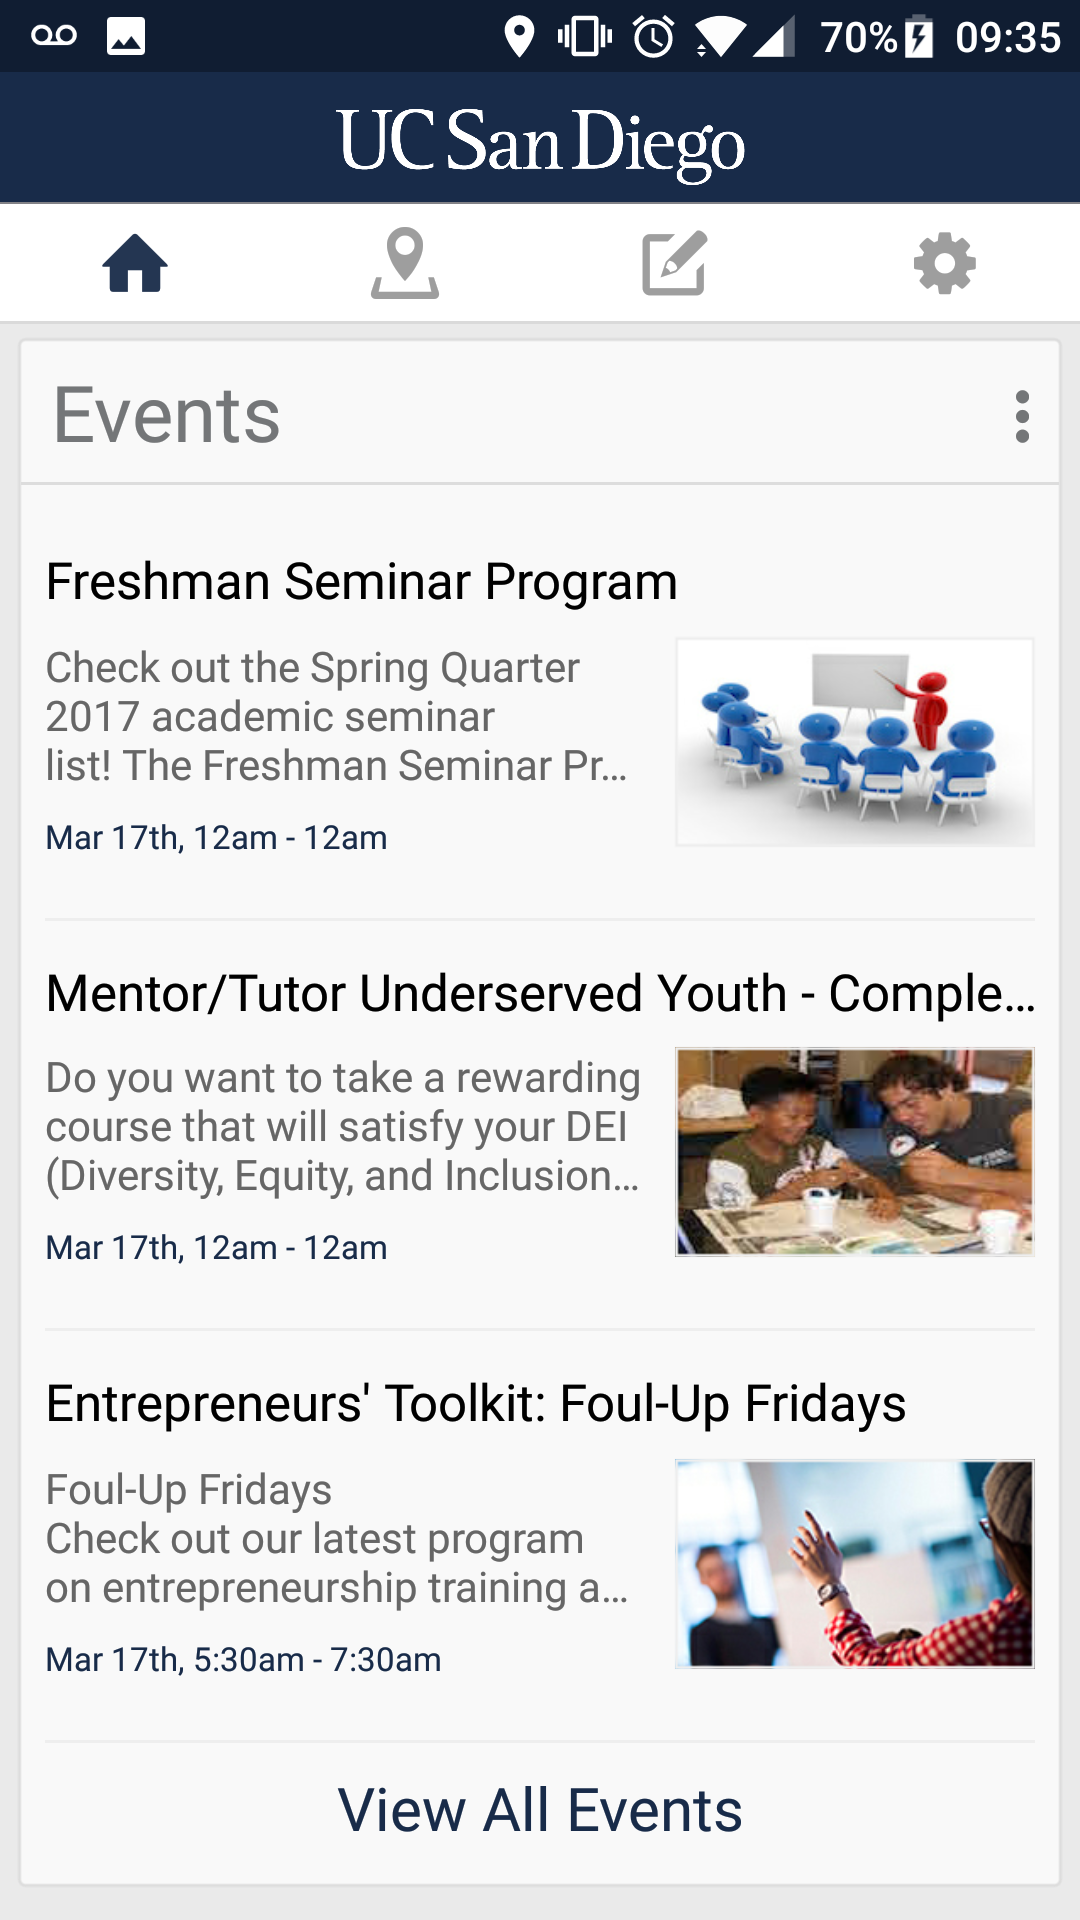 70% 09:35
UC San Diego
Events
Freshman Seminar Program
Check out the Spring Quarter
2017 academic seminar
list! The Freshman Seminar Pr...
Mar 17th, 12am - 12am
Mentor/Tutor Underserved Youth - Comple...
Do you want to take a rewarding
course that will satisfy your DEI
(Diversity, Equity, and Inclusion...
Mar 17th, 12am - 12am
Entrepreneurs' Toolkit: Foul-Up Fridays
Foul-Up Fridays
Check out our latest program
on entrepreneurship training a...
Mar 17th, 5:30am - 7:30am
View All Events